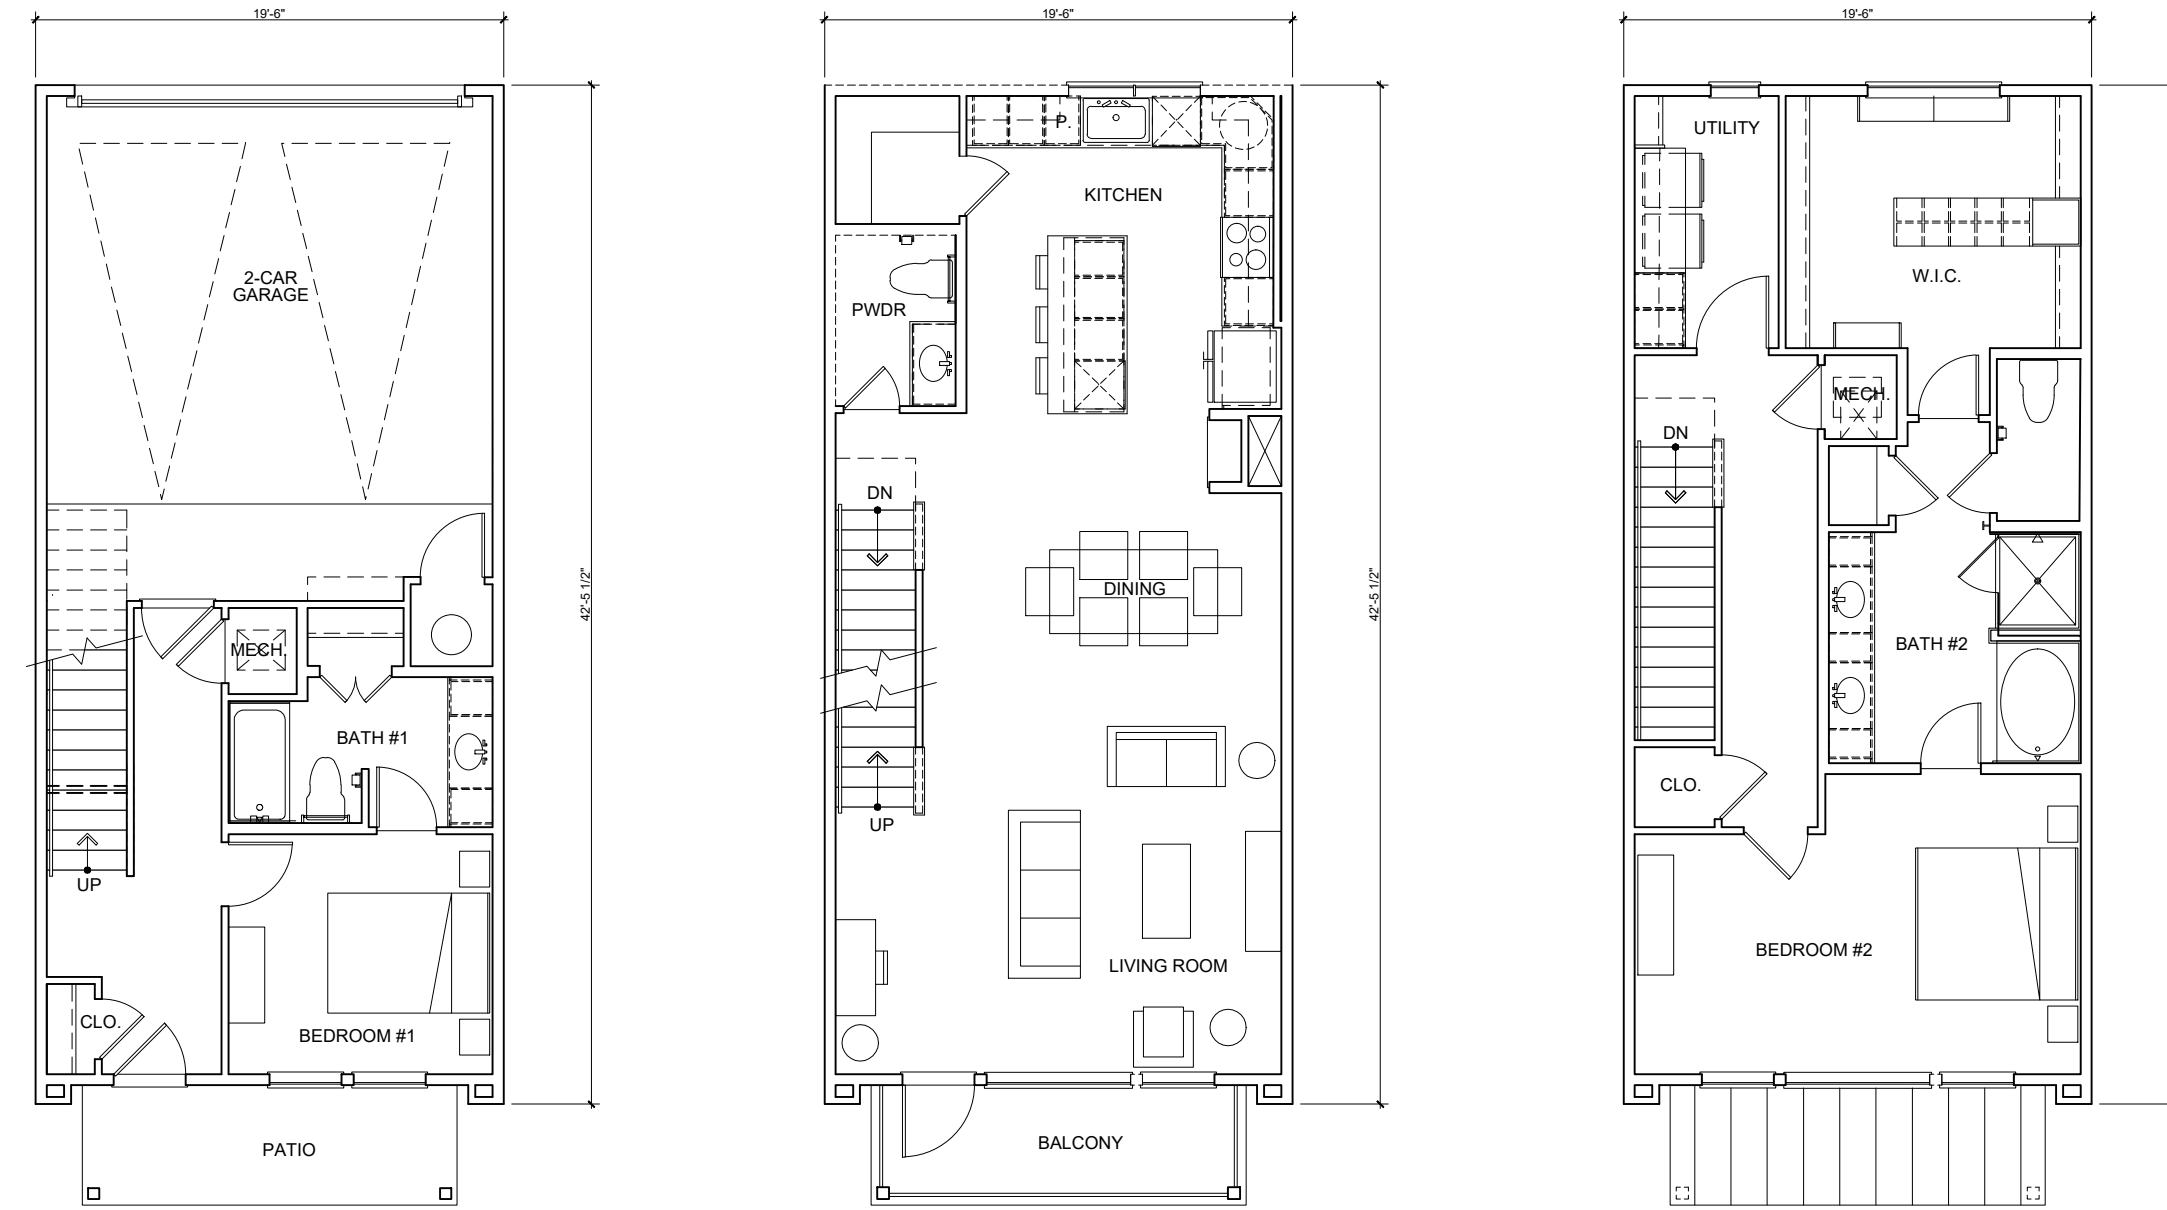 19'-6"
2-CAR
GARAGE
42'-5 1/2"
MECH.
BATH #1
UP
CLO.
BEDROOM #1
PATIO
19'-6"
P.
KITCHEN
PWDR
DN
DINING
42'-5 1/2"
UP
LIVING ROOM
BALCONY
19'-6"
UTILITY
W.I.C.
MECH.
DN
BATH #2
CLO.
BEDROOM #2